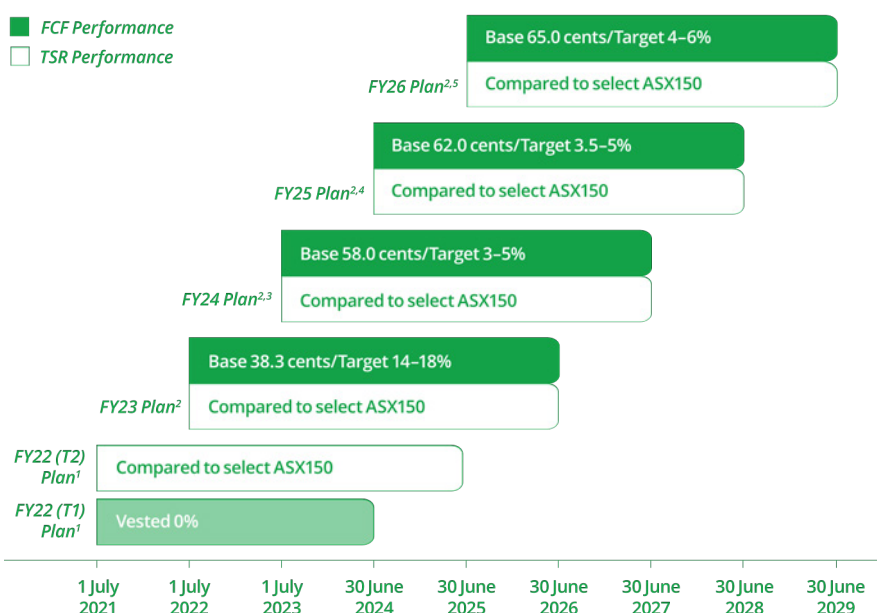 FCF Performance
TSR Performance
Base 65.0 cents/Target 4–6%
FY26 Plan2,5
Compared to select ASX150
Base 62.0 cents/Target 3.5–5%
FY25 Plan2,4
Compared to select ASX150
Base 58.0 cents/Target 3–5%
FY24 Plan2,3
Compared to select ASX150
Base 38.3 cents/Target 14–18%
FY23 Plan2
Compared to select ASX150
FY22 (T2)
Plan1
Compared to select ASX150
FY22 (T1)
Plan1
Vested 0%
1 July
2021
1 July
2022
1 July
2023
30 June
2024
30 June
2025
30 June
2026
30 June
2027
30 June
2028
30 June
2029